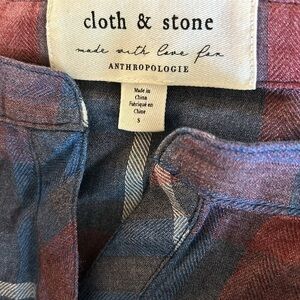 cloth & stone
made with love for
ANTHROPOLOGIE
Made in
China
Fabriqué en
Chine
S